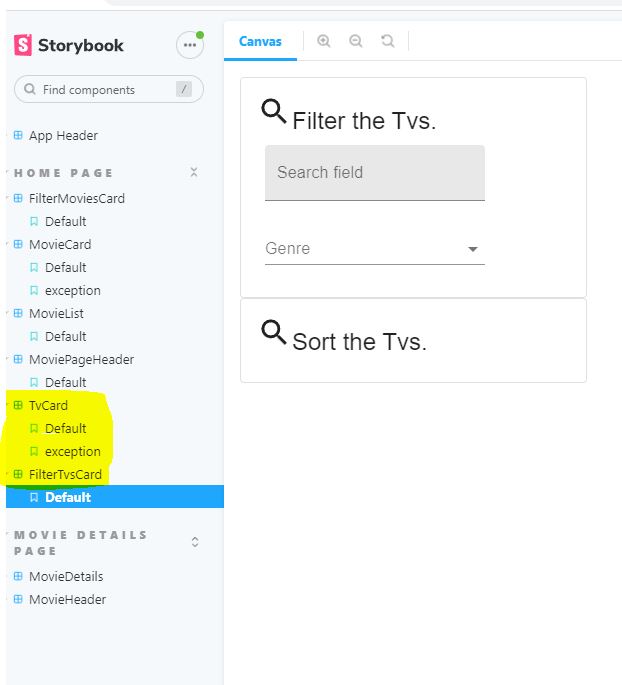 Storybook
Find components
/
App Header
HOME PAGE
FilterMoviesCard
Default
MovieCard
Default
exception
MovieList
Default
MoviePageHeader
Default
TvCard
Default
exception
FilterTvsCard
Default
MOVIE DETAILS
PAGE
MovieDetails
MovieHeader
Canvas
Filter the Tvs.
Search field
Genre
Sort the Tvs.